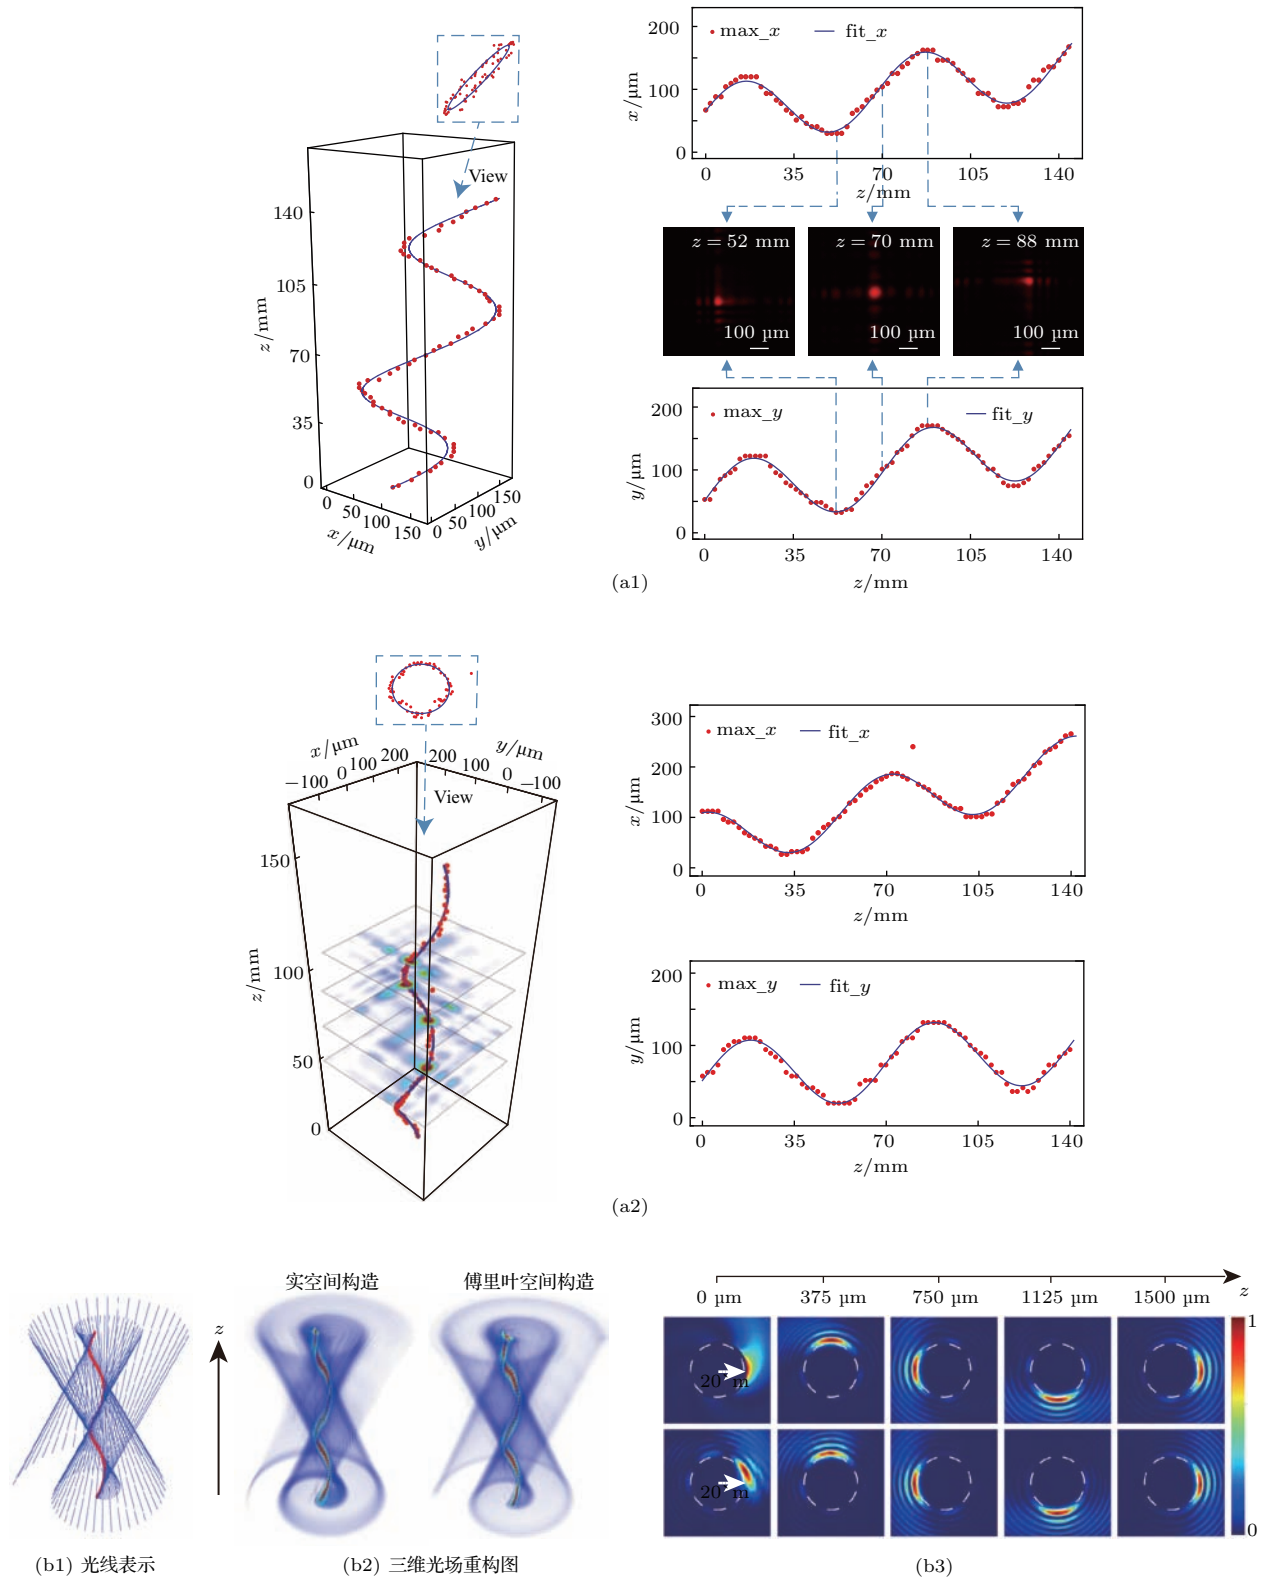 View
140
105
70
35
0
z/mm
0 50 100 150
x/µm
0 50 100 150
y/µm
200
100
0
x/µm
max_x fit_x
0 35 70 105 140
z/mm
z = 52 mm
100 µm
z = 70 mm
100 µm
z = 88 mm
100 µm
200
100
0
y/µm
max_y fit_y
0 35 70 105 140
z/mm
(a1)
x/µm
−100 0 100 200
y/µm
200 100 0 −100
View
150
100
50
0
z/mm
300
200
100
0
x/µm
max_x fit_x
0 35 70 105 140
z/mm
200
100
0
y/µm
max_y fit_y
0 35 70 105 140
z/mm
(a2)
z
实空间构造
傅里叶空间构造
z
0 µm 375 µm 750 µm 1125 µm 1500 µm
20 m
20 m
1
0
(b1) 光线表示
(b2) 三维光场重构图
(b3)